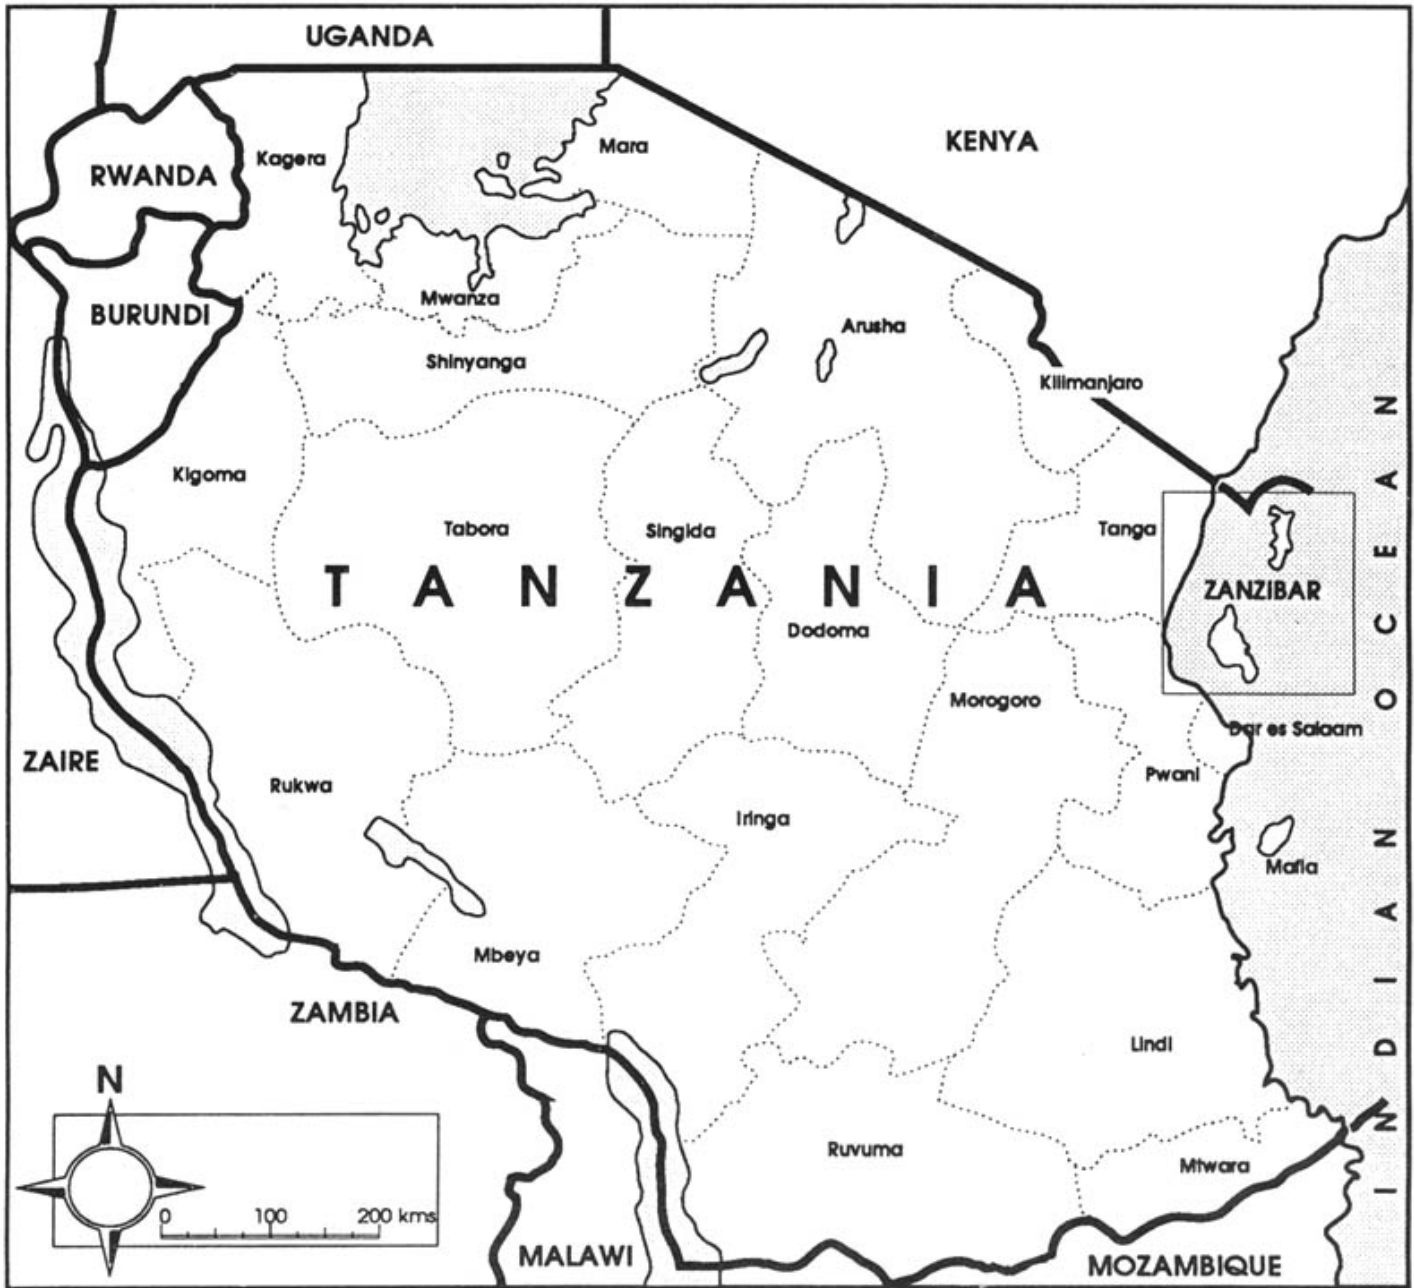 UGANDA
KENYA
Mara
Kagera
RWANDA
Mwanza
BURUNDI
Arusha
Shinyanga
Kilimanjaro
Kigoma
Tabora
Singida
Tanga
TANZANIA
ZANZIBAR
Dodoma
Morogoro
Dar es Salaam
ZAIRE
Pwani
Rukwa
Iringa
Mafia
Mbeya
ZAMBIA
Lindi
INDIAN OCEAN
N
Ruvuma
Mtwara
0 100 200 kms
MALAWI
MOZAMBIQUE